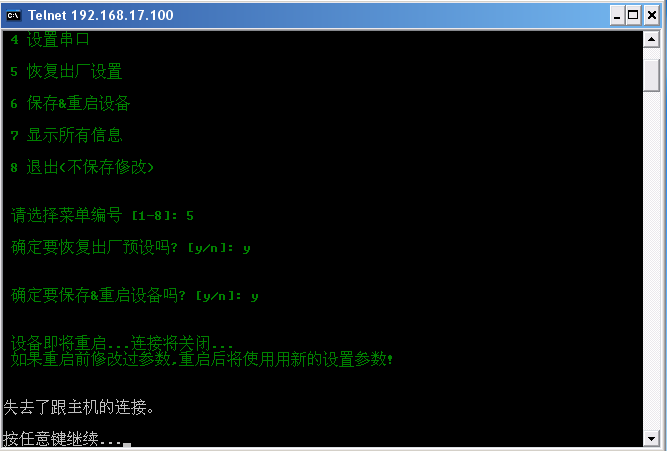 Telnet 192.168.17.100
4 设置串口
5 恢复出厂设置
6 保存&重启设备
7 显示所有信息
8 退出(不保存修改)
请选择菜单编号 [1-8]: 5
确定要恢复出厂预设吗? [y/n]: y
确定要保存&重启设备吗? [y/n]: y
设备即将重启...连接将关闭...
如果重启前修改过参数,重启后将使用用新的设置参数!
失去了跟主机的连接。
按任意键继续...